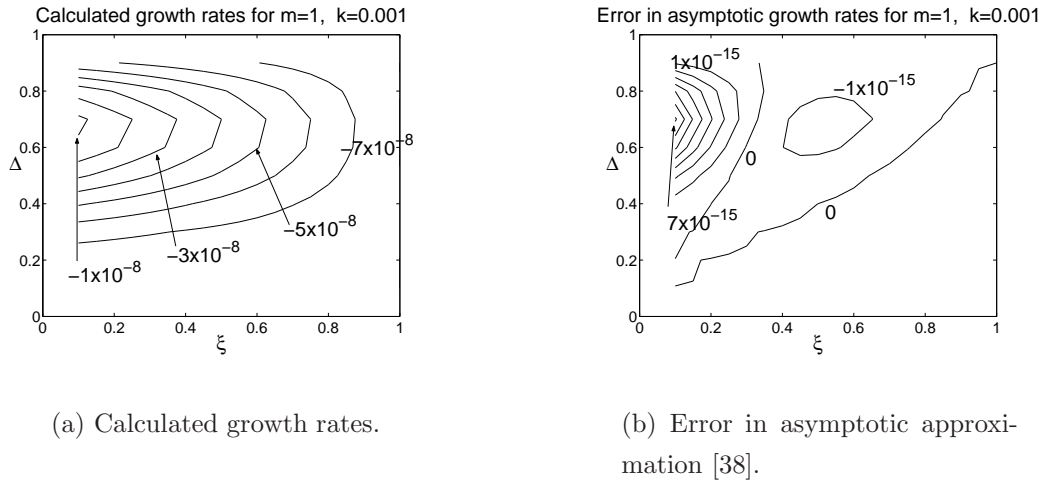 Calculated growth rates for m=1,  k=0.001
1
0.8
0.6
0.4
0.2
0
Δ
−7x10⁻⁸
−5x10⁻⁸
−3x10⁻⁸
−1x10⁻⁸
0 0.2 0.4 0.6 0.8 1
ξ
(a) Calculated growth rates.
Error in asymptotic growth rates for m=1,  k=0.001
1
0.8
0.6
0.4
0.2
0
Δ
1x10⁻¹⁵
−1x10⁻¹⁵
0
7x10⁻¹⁵
0
0 0.2 0.4 0.6 0.8 1
ξ
(b) Error in asymptotic approxi-
mation [38].